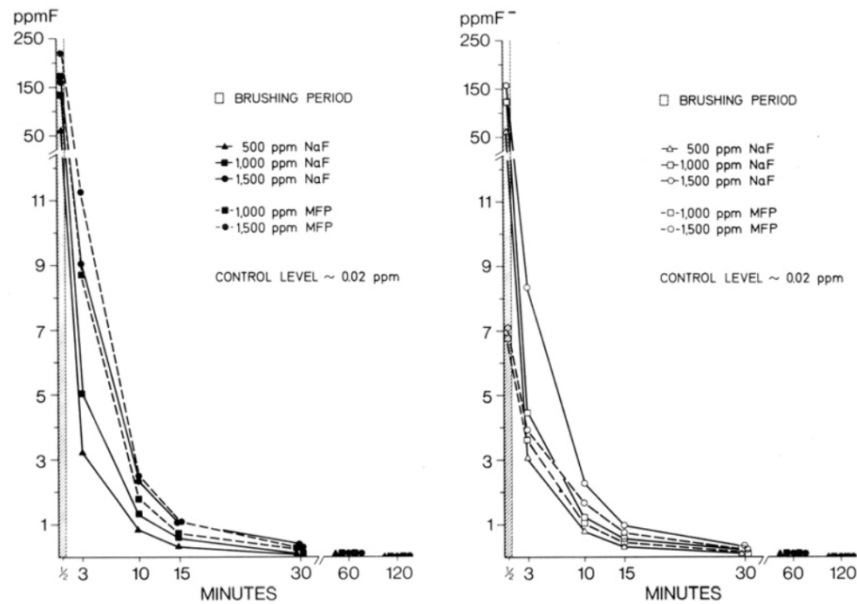 ppmF
250
150
50
11
9
7
5
3
1
BRUSHING PERIOD
500 ppm NaF
1,000 ppm NaF
1,500 ppm NaF
1,000 ppm MFP
1,500 ppm MFP
CONTROL LEVEL ~ 0.02 ppm
½ 3 10 15 30 60 120
MINUTES
ppmF⁻
250
150
50
11
9
7
5
3
1
BRUSHING PERIOD
500 ppm NaF
1,000 ppm NaF
1,500 ppm NaF
1,000 ppm MFP
1,500 ppm MFP
CONTROL LEVEL ~ 0.02 ppm
½ 3 10 15 30 60 120
MINUTES